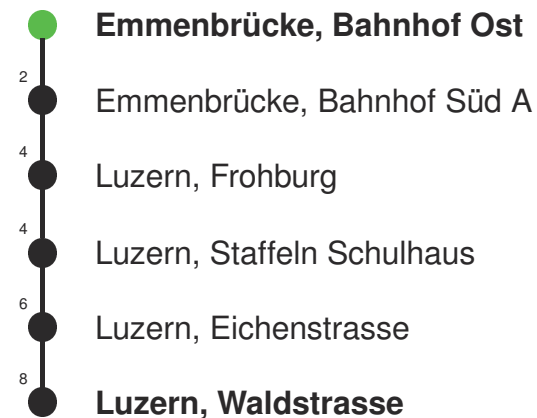 Emmenbrücke, Bahnhof Ost
2
Emmenbrücke, Bahnhof Süd A
4
Luzern, Frohburg
4
Luzern, Staffeln Schulhaus
6
Luzern, Eichenstrasse
8
Luzern, Waldstrasse